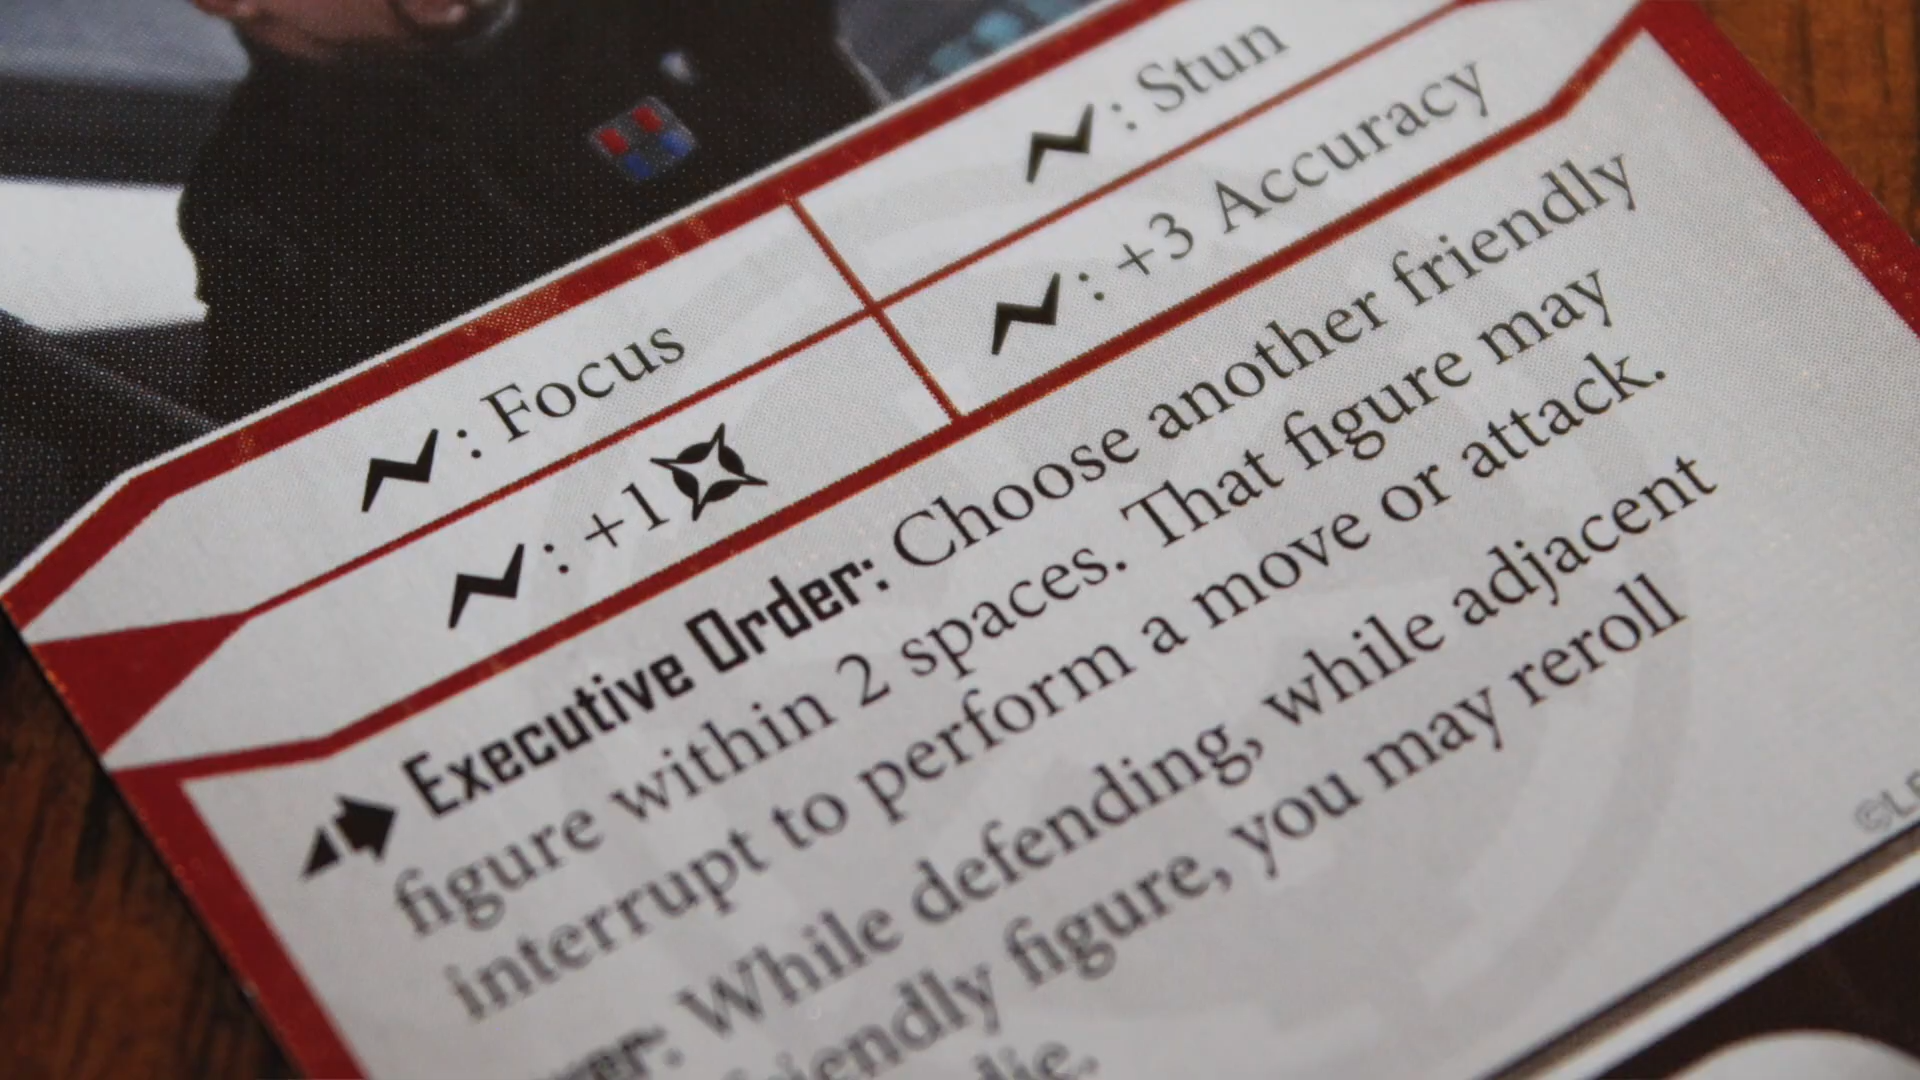 : Focus
: +1
: Stun
: +3 Accuracy
Executive Order: Choose another friendly
figure within 2 spaces. That figure may
interrupt to perform a move or attack.
While defending, while adjacent
figure, you may reroll
die.